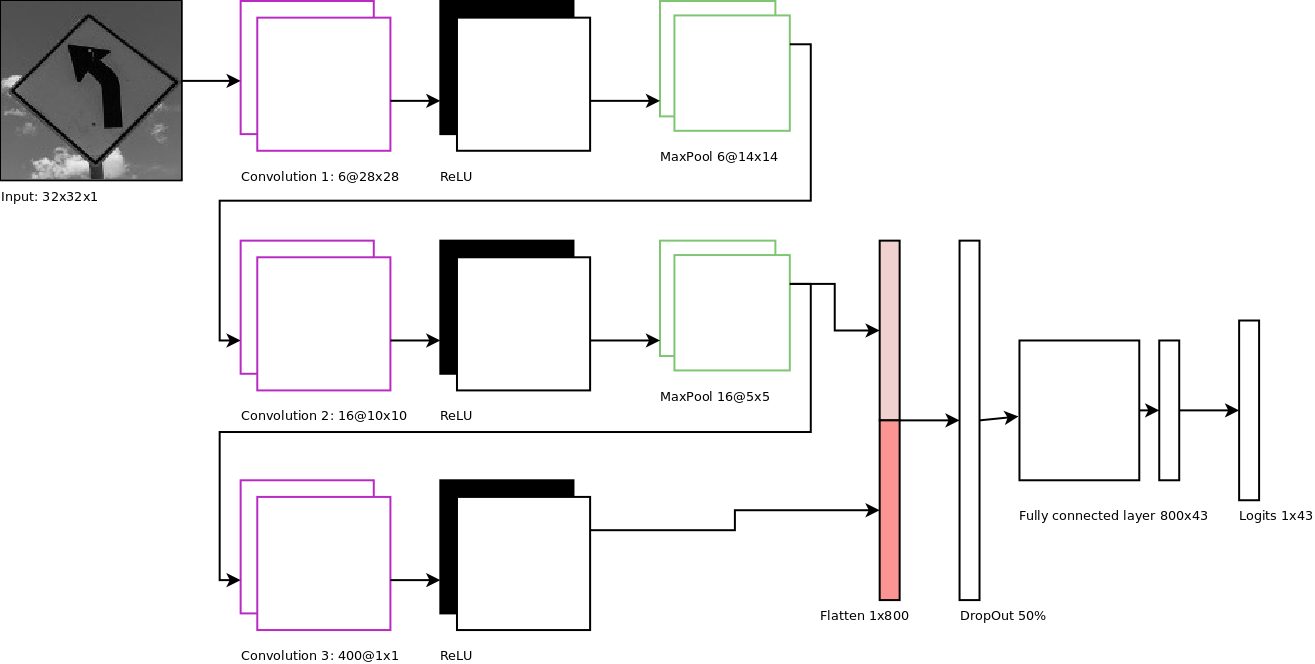 Input: 32x32x1
Convolution 1: 6@28x28
ReLU
MaxPool 6@14x14
Convolution 2: 16@10x10
ReLU
MaxPool 16@5x5
Convolution 3: 400@1x1
ReLU
Flatten 1x800
DropOut 50%
Fully connected layer 800x43
Logits 1x43